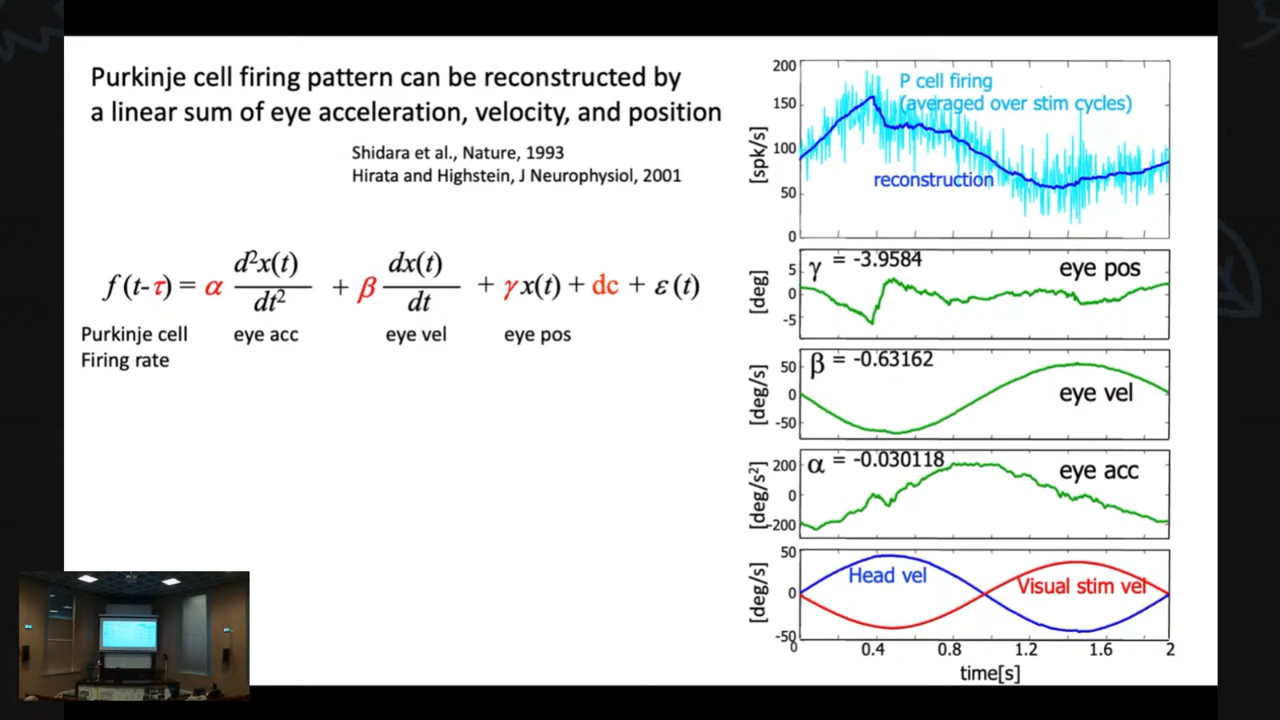 Purkinje cell firing pattern can be reconstructed by
a linear sum of eye acceleration, velocity, and position
Shidara et al., Nature, 1993
Hirata and Highstein, J Neurophysiol, 2001
f(t-τ) = α d²x(t)/dt² + β dx(t)/dt + γx(t) + dc + ε(t)
Purkinje cell eye acc eye vel eye pos
Firing rate
200
150
100
50
0
[spk/s]
P cell firing
(averaged over stim cycles)
reconstruction
5
0
-5
[deg]
γ = -3.9584
eye pos
50
0
-50
[deg/s]
β = -0.63162
eye vel
200
0
-200
[deg/s²]
α = -0.030118
eye acc
50
0
-50
[deg/s]
Head vel
Visual stim vel
0 0.4 0.8 1.2 1.6 2
time[s]